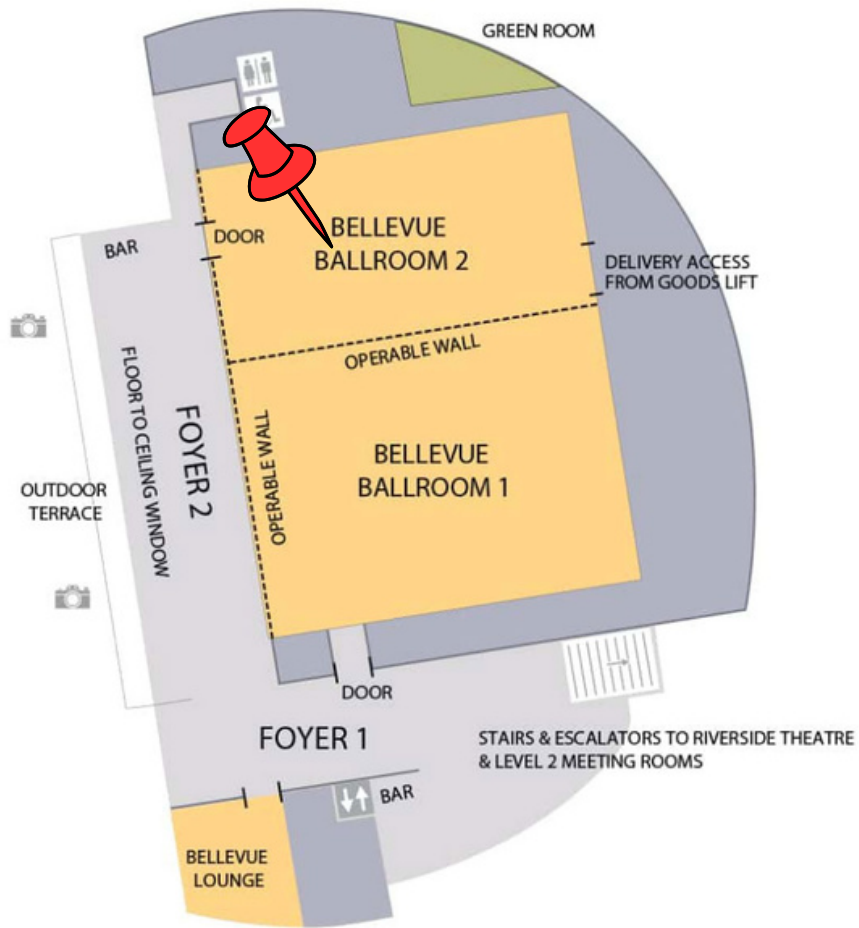 GREEN ROOM
BELLEVUE
BALLROOM 2
DOOR
BAR
DELIVERY ACCESS
FROM GOODS LIFT
OPERABLE WALL
FLOOR TO CEILING WINDOW
FOYER 2
OPERABLE WALL
BELLEVUE
BALLROOM 1
OUTDOOR
TERRACE
DOOR
FOYER 1
STAIRS & ESCALATORS TO RIVERSIDE THEATRE
& LEVEL 2 MEETING ROOMS
BAR
BELLEVUE
LOUNGE